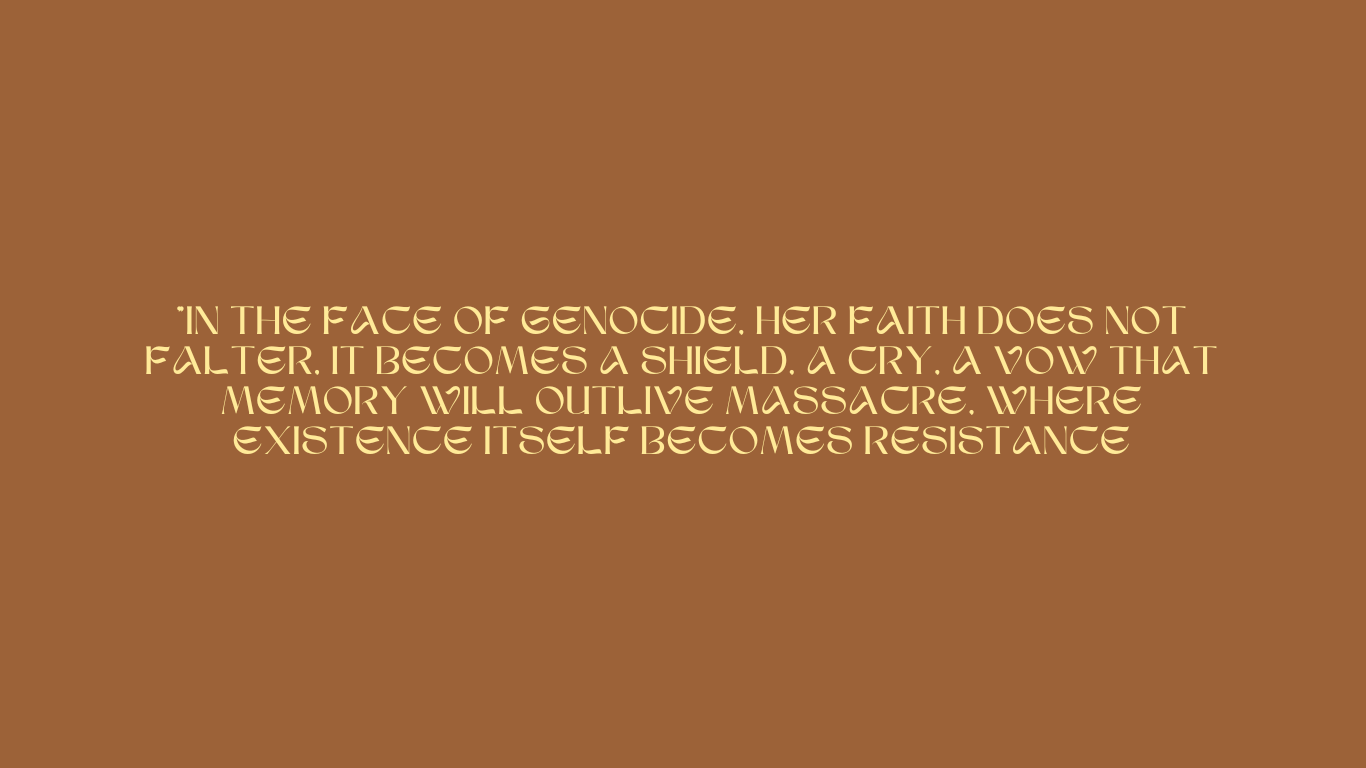 "IN THE FACE OF GENOCIDE, HER FAITH DOES NOT
FALTER, IT BECOMES A SHIELD, A CRY, A VOW THAT
MEMORY WILL OUTLIVE MASSACRE, WHERE
EXISTENCE ITSELF BECOMES RESISTANCE